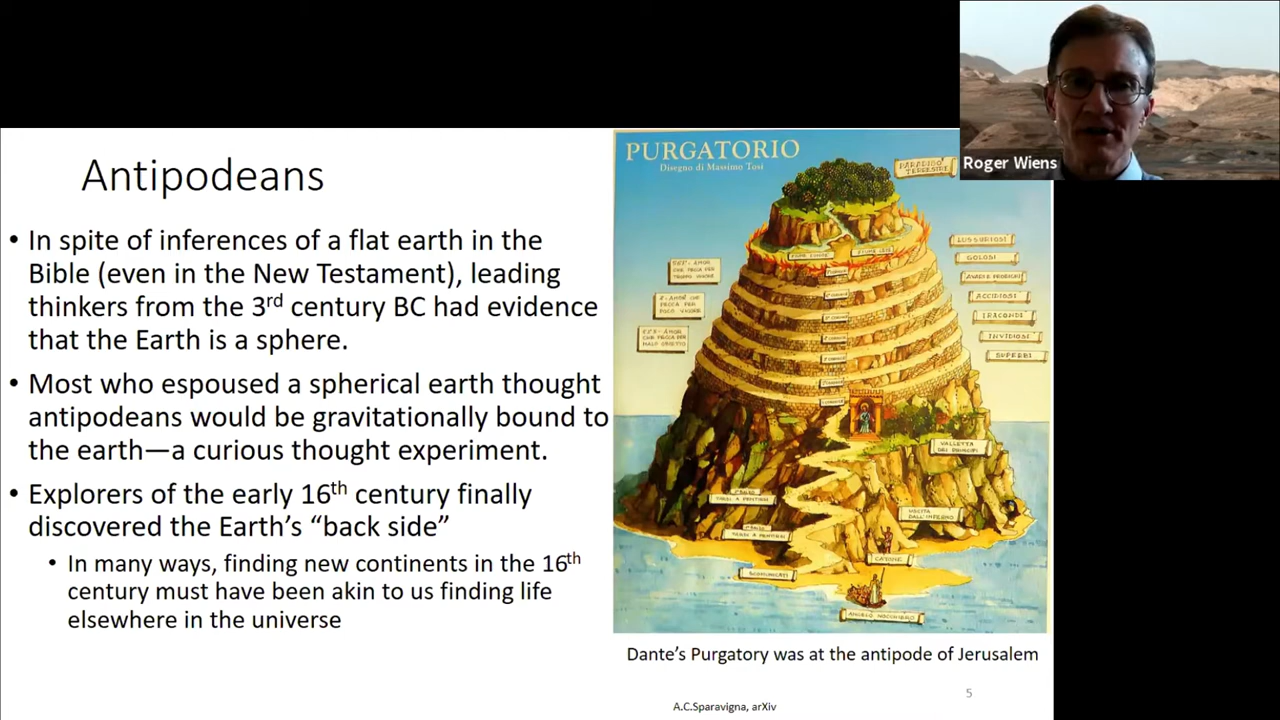 Roger Wiens
Antipodeans
• In spite of inferences of a flat earth in the
Bible (even in the New Testament), leading
thinkers from the 3rd century BC had evidence
that the Earth is a sphere.
• Most who espoused a spherical earth thought
antipodeans would be gravitationally bound to
the earth—a curious thought experiment.
• Explorers of the early 16th century finally
discovered the Earth’s “back side”
• In many ways, finding new continents in the 16th
century must have been akin to us finding life
elsewhere in the universe
PURGATORIO
Disegno di Massimo Tosi
PARADISO
TERRESTRE
LUSSURIOSI
GOLOSI
AVARI E PRODIGHI
ACCIDIOSI
IRACONDI
INVIDIOSI
SUPERBI
VALLETTA
DEI PRINCIPI
USCITA
DALL'INFERNO
CATONE
SCOMUNICATI
ANGELO NOCCHIERO
Dante’s Purgatory was at the antipode of Jerusalem
5
A.C.Sparavigna, arXiv